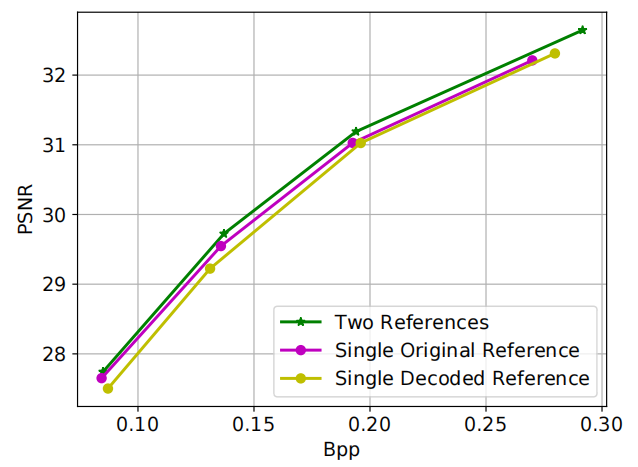 32
31
30
29
28
PSNR
Two References
Single Original Reference
Single Decoded Reference
0.10 0.15 0.20 0.25 0.30
Bpp